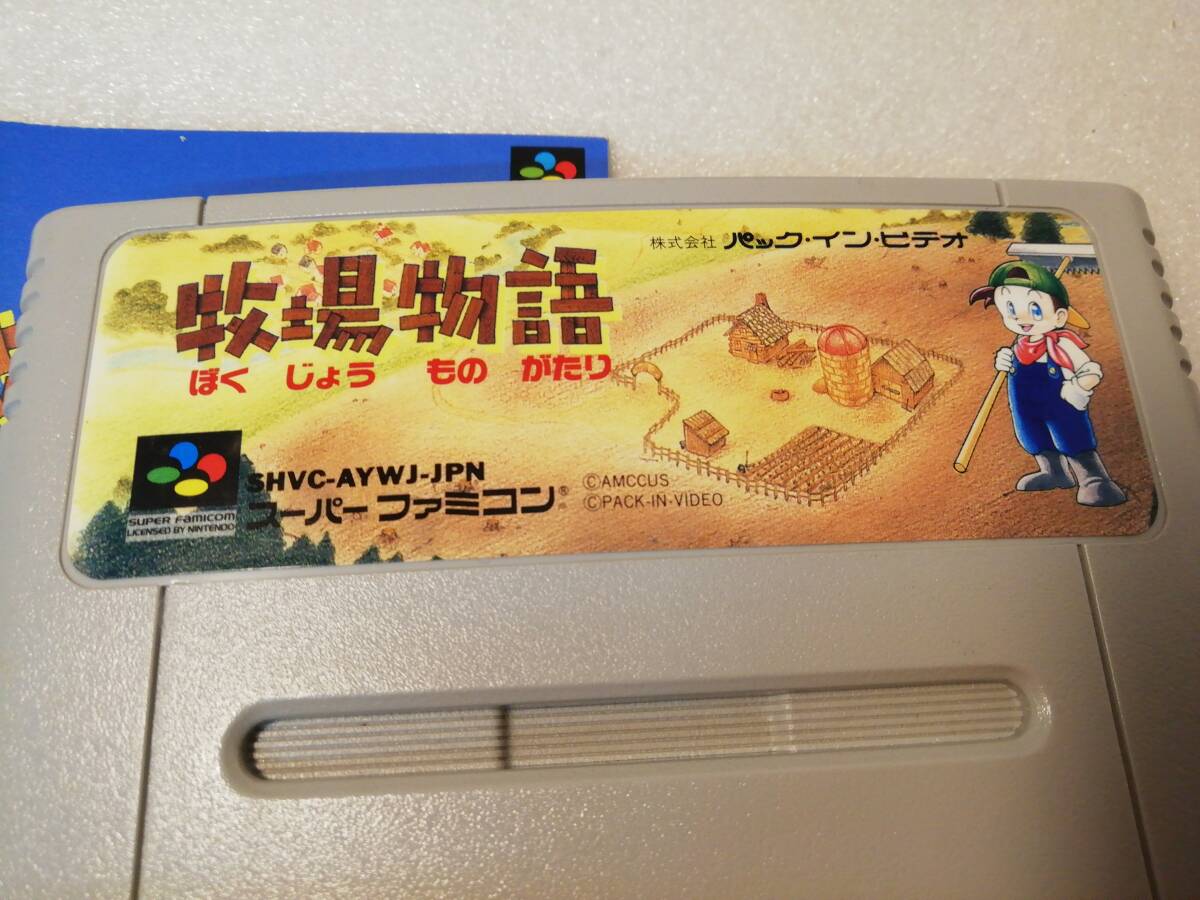 株式会社 パック・イン・ビデオ
牧場物語
ぼく じょう もの がたり
SHVC-AYWJ-JPN
スーパーファミコン®
SUPER FAMICOM
LICENSED BY NINTENDO
©AMCCUS
©PACK-IN-VIDEO